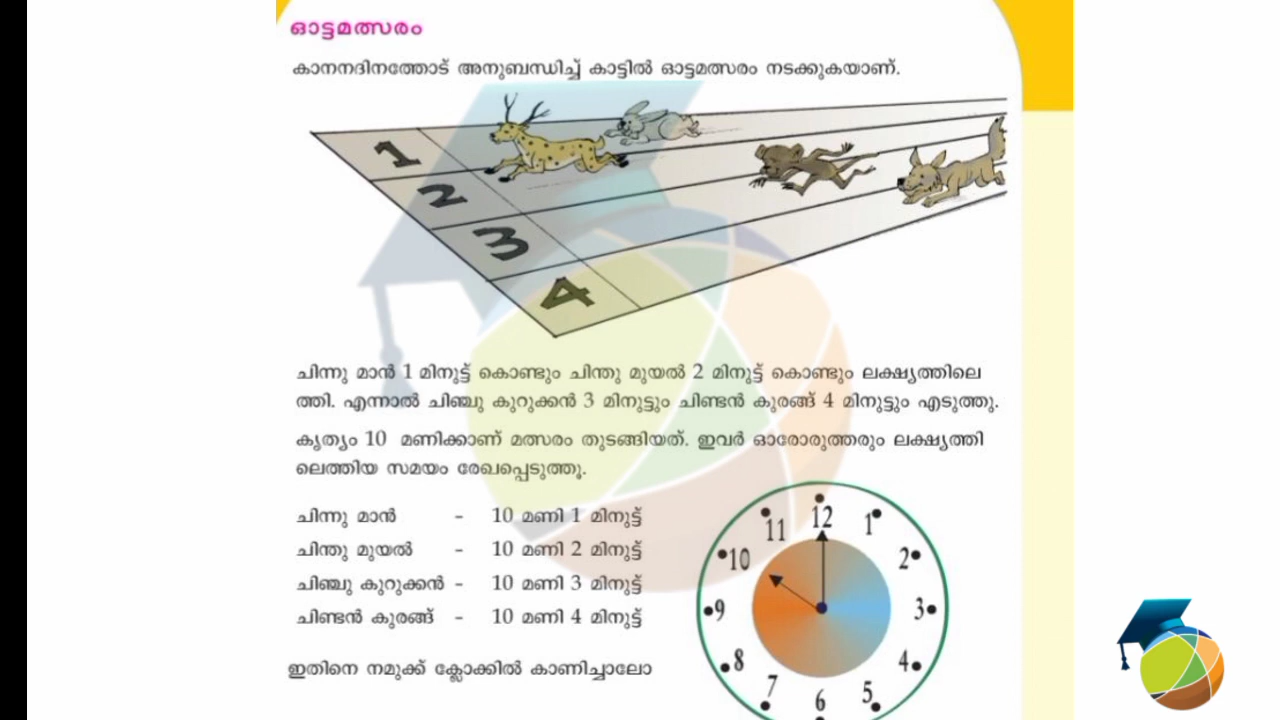 ഓട്ടമത്സരം
കാനനദിനത്തോട് അനുബന്ധിച്ച് കാട്ടിൽ ഓട്ടമത്സരം നടക്കുകയാണ്.
1
2
3
4
ചിന്നു മാൻ 1 മിനുട്ട് കൊണ്ടും ചിന്തു മുയൽ 2 മിനുട്ട് കൊണ്ടും ലക്ഷ്യത്തിലെ
ത്തി. എന്നാൽ ചിഞ്ചു കുറുക്കൻ 3 മിനുട്ടും ചിണ്ടൻ കുരങ്ങ് 4 മിനുട്ടും എടുത്തു.
കൃത്യം 10 മണിക്കാണ് മത്സരം തുടങ്ങിയത്. ഇവർ ഓരോരുത്തരും ലക്ഷ്യത്തി
ലെത്തിയ സമയം രേഖപ്പെടുത്തൂ.
ചിന്നു മാൻ - 10 മണി 1 മിനുട്ട്
ചിന്തു മുയൽ - 10 മണി 2 മിനുട്ട്
ചിഞ്ചു കുറുക്കൻ - 10 മണി 3 മിനുട്ട്
ചിണ്ടൻ കുരങ്ങ് - 10 മണി 4 മിനുട്ട്
ഇതിനെ നമുക്ക് ക്ലോക്കിൽ കാണിച്ചാലോ
12
1
2
3
4
5
6
7
8
9
10
11